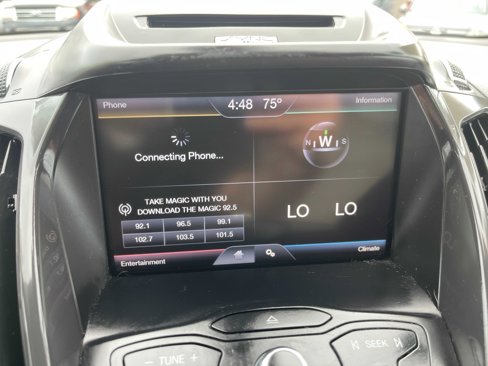 Phone
4:48 75°
Information
Connecting Phone...
N W S
TAKE MAGIC WITH YOU
DOWNLOAD THE MAGIC 92.5
92.1 96.5 99.1
102.7 103.5 101.5
LO LO
Entertainment
Climate
- TUNE +
SEEK